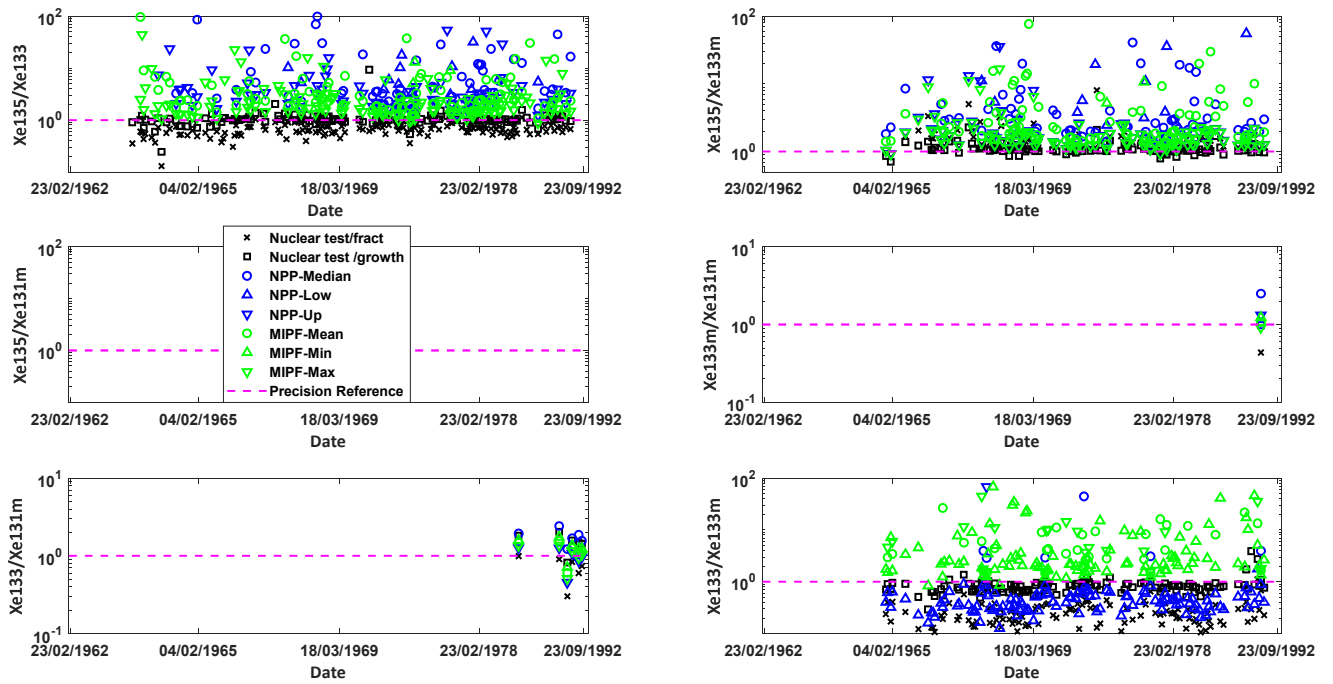 Xe135/Xe133
10^2
10^1
10^0
23/02/1962 04/02/1965 18/03/1969 23/02/1978 23/09/1992
Date
Xe135/Xe133m
10^2
10^1
10^0
23/02/1962 04/02/1965 18/03/1969 23/02/1978 23/09/1992
Date
Xe135/Xe131m
10^2
10^0
23/02/1962 04/02/1965 18/03/1969 23/02/1978 23/09/1992
Date
Nuclear test/fract
Nuclear test /growth
NPP-Median
NPP-Low
NPP-Up
MIPF-Mean
MIPF-Min
MIPF-Max
Precision Reference
Xe133m/Xe131m
10^1
10^0
10^-1
23/02/1962 04/02/1965 18/03/1969 23/02/1978 23/09/1992
Date
Xe133/Xe131m
10^1
10^0
10^-1
23/02/1962 04/02/1965 18/03/1969 23/02/1978 23/09/1992
Date
Xe133/Xe133m
10^2
10^0
23/02/1962 04/02/1965 18/03/1969 23/02/1978 23/09/1992
Date